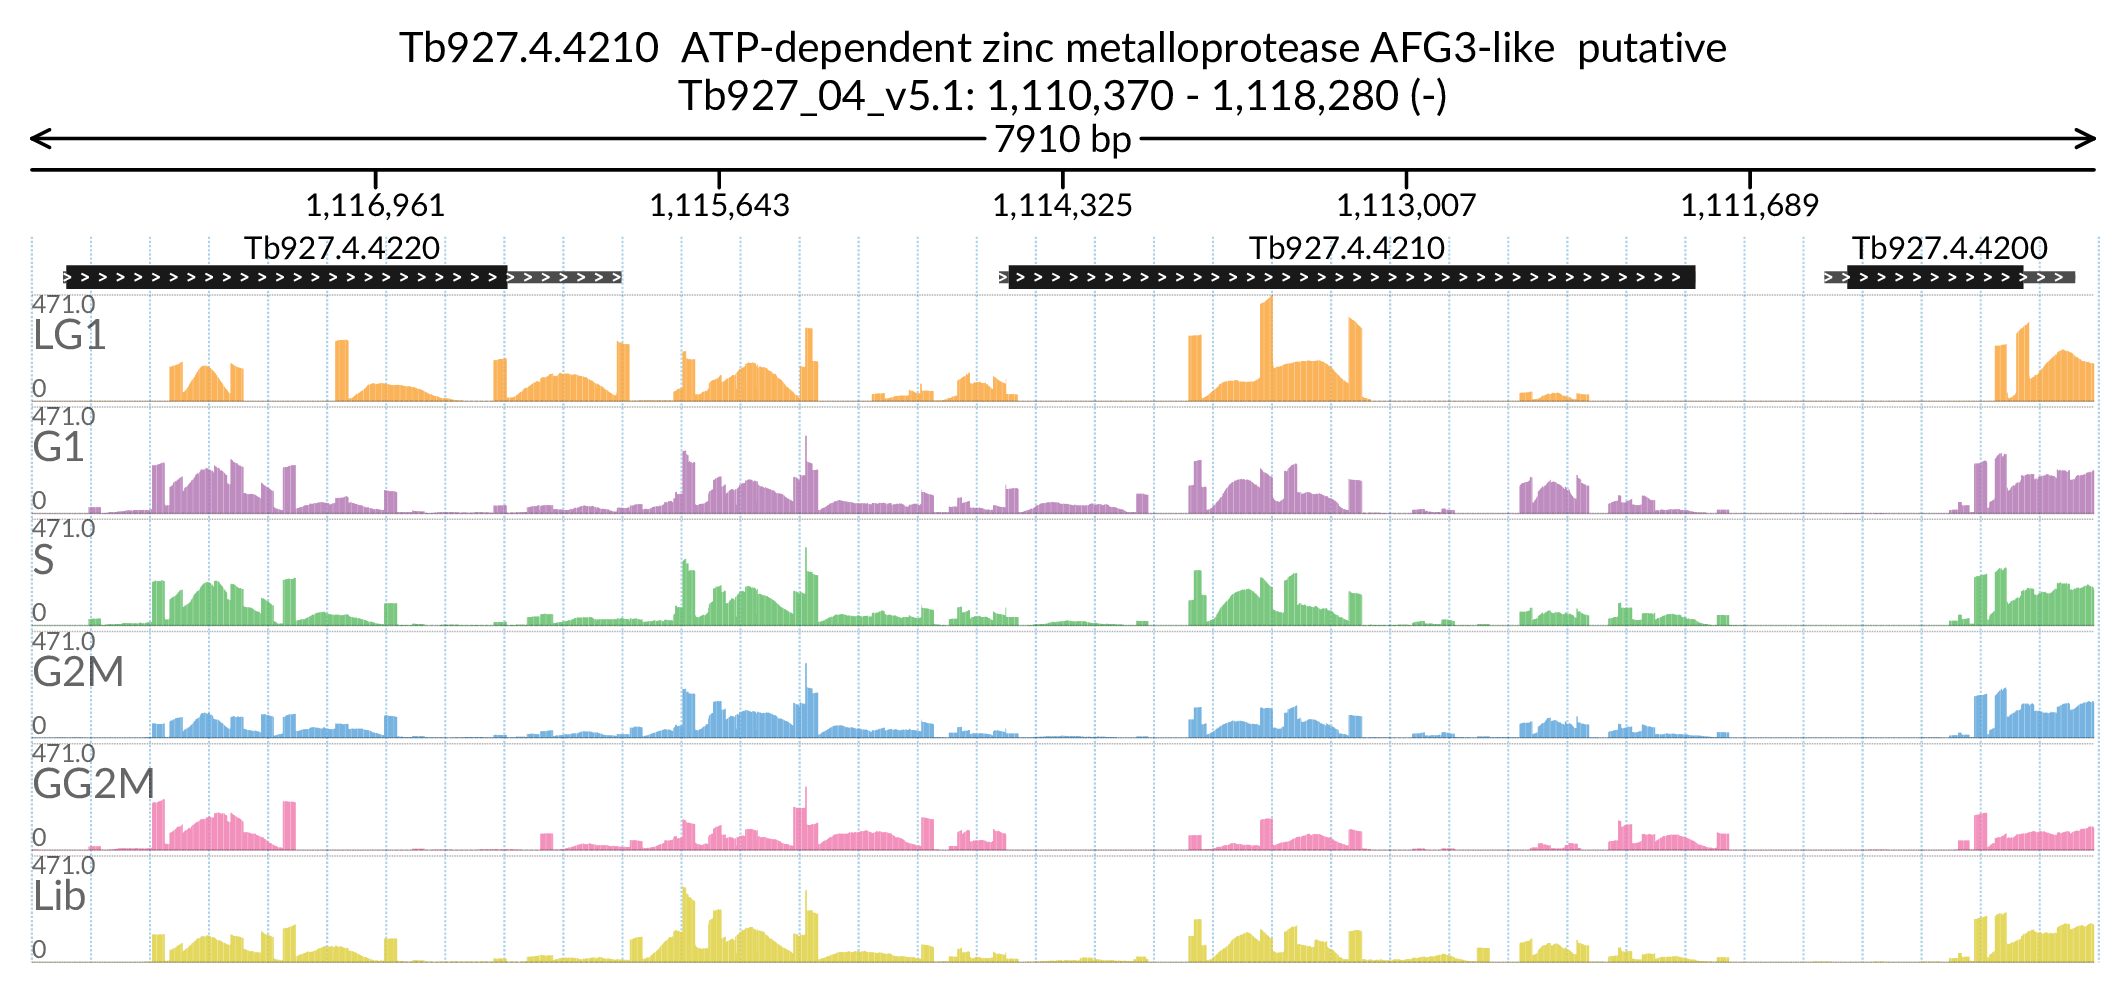 Tb927.4.4210  ATP-dependent zinc metalloprotease AFG3-like  putative
Tb927_04_v5.1: 1,110,370 - 1,118,280 (-)
7910 bp
1,116,961 1,115,643 1,114,325 1,113,007 1,111,689
Tb927.4.4220 Tb927.4.4210 Tb927.4.4200
471.0
LG1
0
471.0
G1
0
471.0
S
0
471.0
G2M
0
471.0
GG2M
0
471.0
Lib
0